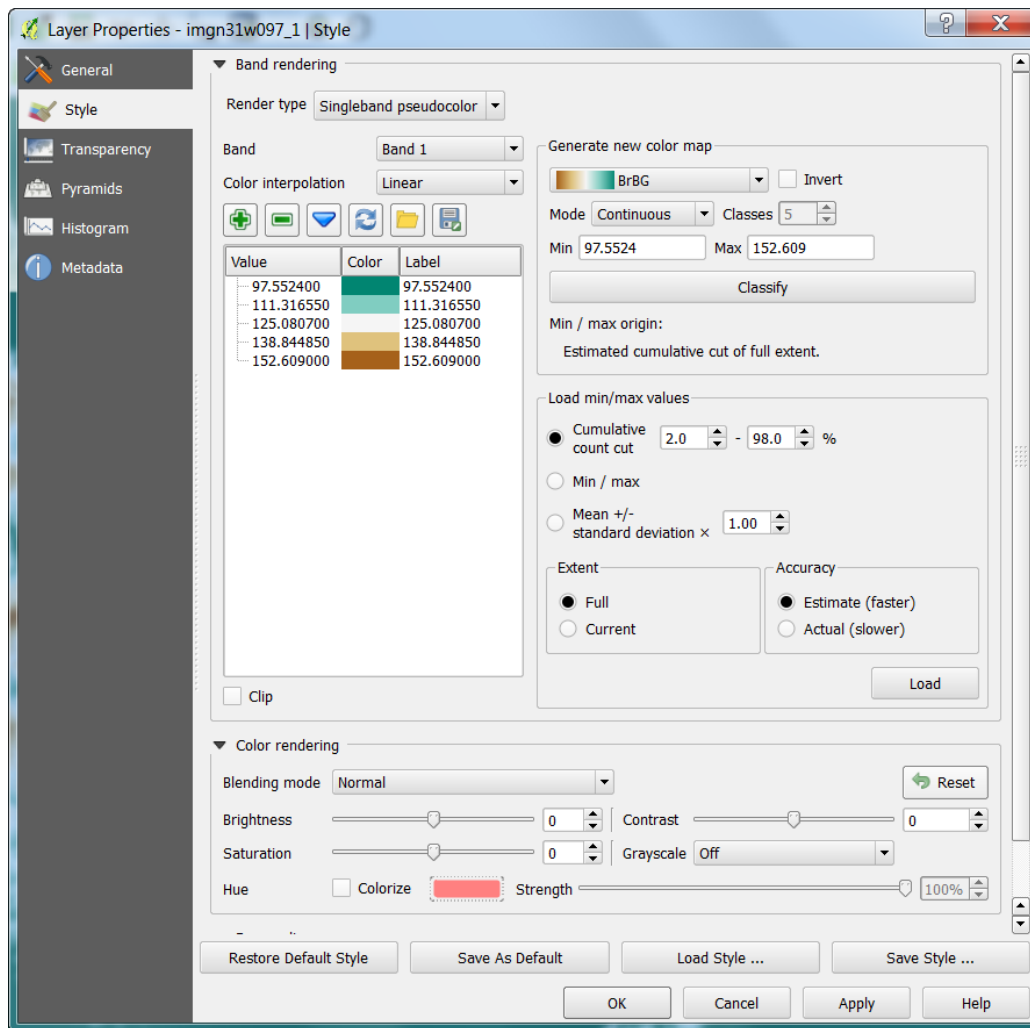 Layer Properties - imgn31w097_1 | Style
General
Style
Transparency
Pyramids
Histogram
Metadata
Band rendering
Render type Singleband pseudocolor
Band Band 1
Color interpolation Linear
Value Color Label
97.552400 97.552400
111.316550 111.316550
125.080700 125.080700
138.844850 138.844850
152.609000 152.609000
Clip
Generate new color map
BrBG Invert
Mode Continuous Classes 5
Min 97.5524 Max 152.609
Classify
Min / max origin:
Estimated cumulative cut of full extent.
Load min/max values
Cumulative
count cut 2.0 - 98.0 %
Min / max
Mean +/-
standard deviation × 1.00
Extent
Full
Current
Accuracy
Estimate (faster)
Actual (slower)
Load
Color rendering
Blending mode Normal Reset
Brightness 0 Contrast 0
Saturation 0 Grayscale Off
Hue Colorize Strength 100%
Restore Default Style Save As Default Load Style ... Save Style ...
OK Cancel Apply Help